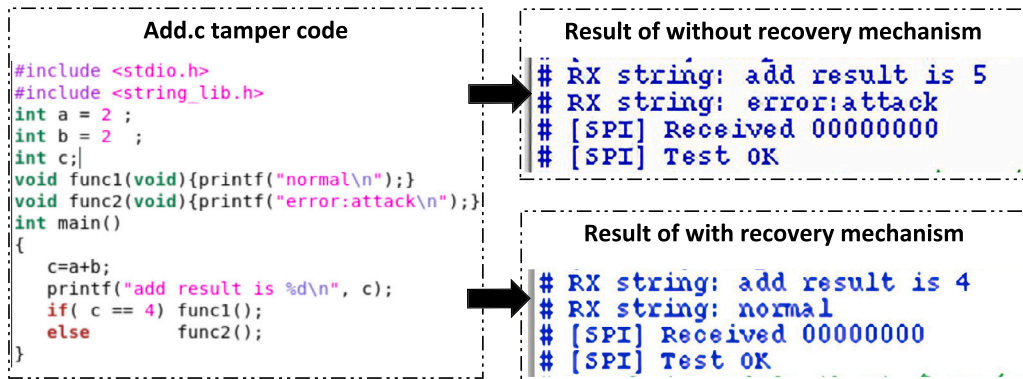 Add.c tamper code
#include <stdio.h>
#include <string_lib.h>
int a = 2 ;
int b = 2  ;
int c;
void func1(void){printf("normal\n");}
void func2(void){printf("error:attack\n");}
int main()
{
c=a+b;
printf("add result is %d\n", c);
if( c == 4) func1();
else        func2();
}
Result of without recovery mechanism
# RX string: add result is 5
# RX string: error:attack
# [SPI] Received 00000000
# [SPI] Test OK
Result of with recovery mechanism
# RX string: add result is 4
# RX string: normal
# [SPI] Received 00000000
# [SPI] Test OK